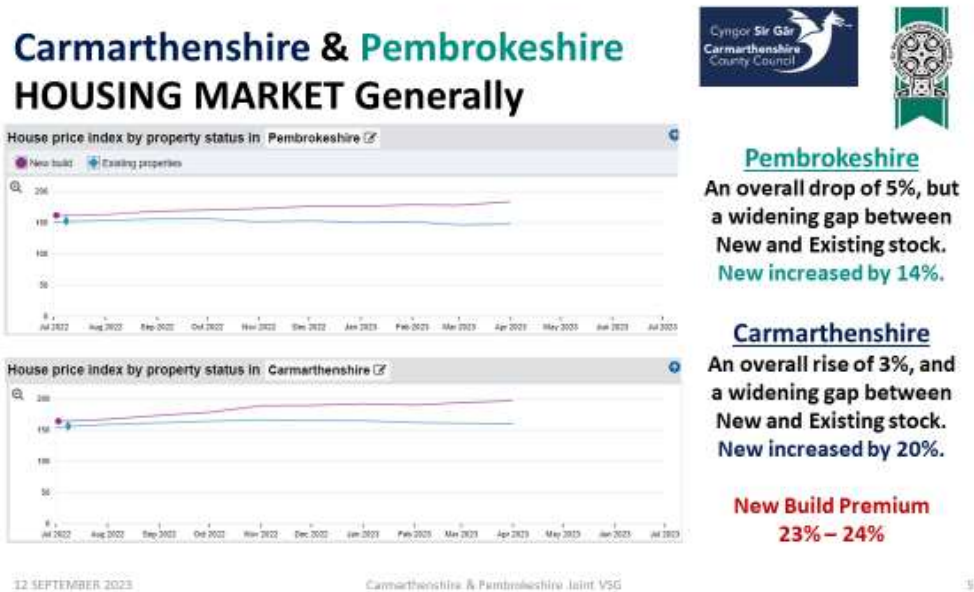 Carmarthenshire & Pembrokeshire
HOUSING MARKET Generally
Cyngor Sir Gâr
Carmarthenshire
County Council
House price index by property status in Pembrokeshire
New build Existing properties
200
150
100
50
0
Jul 2022 Aug 2022 Sep 2022 Oct 2022 Nov 2022 Dec 2022 Jan 2023 Feb 2023 Mar 2023 Apr 2023 May 2023 Jun 2023 Jul 2023
House price index by property status in Carmarthenshire
200
150
100
50
0
Jul 2022 Aug 2022 Sep 2022 Oct 2022 Nov 2022 Dec 2022 Jan 2023 Feb 2023 Mar 2023 Apr 2023 May 2023 Jun 2023 Jul 2023
Pembrokeshire
An overall drop of 5%, but
a widening gap between
New and Existing stock.
New increased by 14%.
Carmarthenshire
An overall rise of 3%, and
a widening gap between
New and Existing stock.
New increased by 20%.
New Build Premium
23% – 24%
12 SEPTEMBER 2023
Carmarthenshire & Pembrokeshire Joint VSG
5